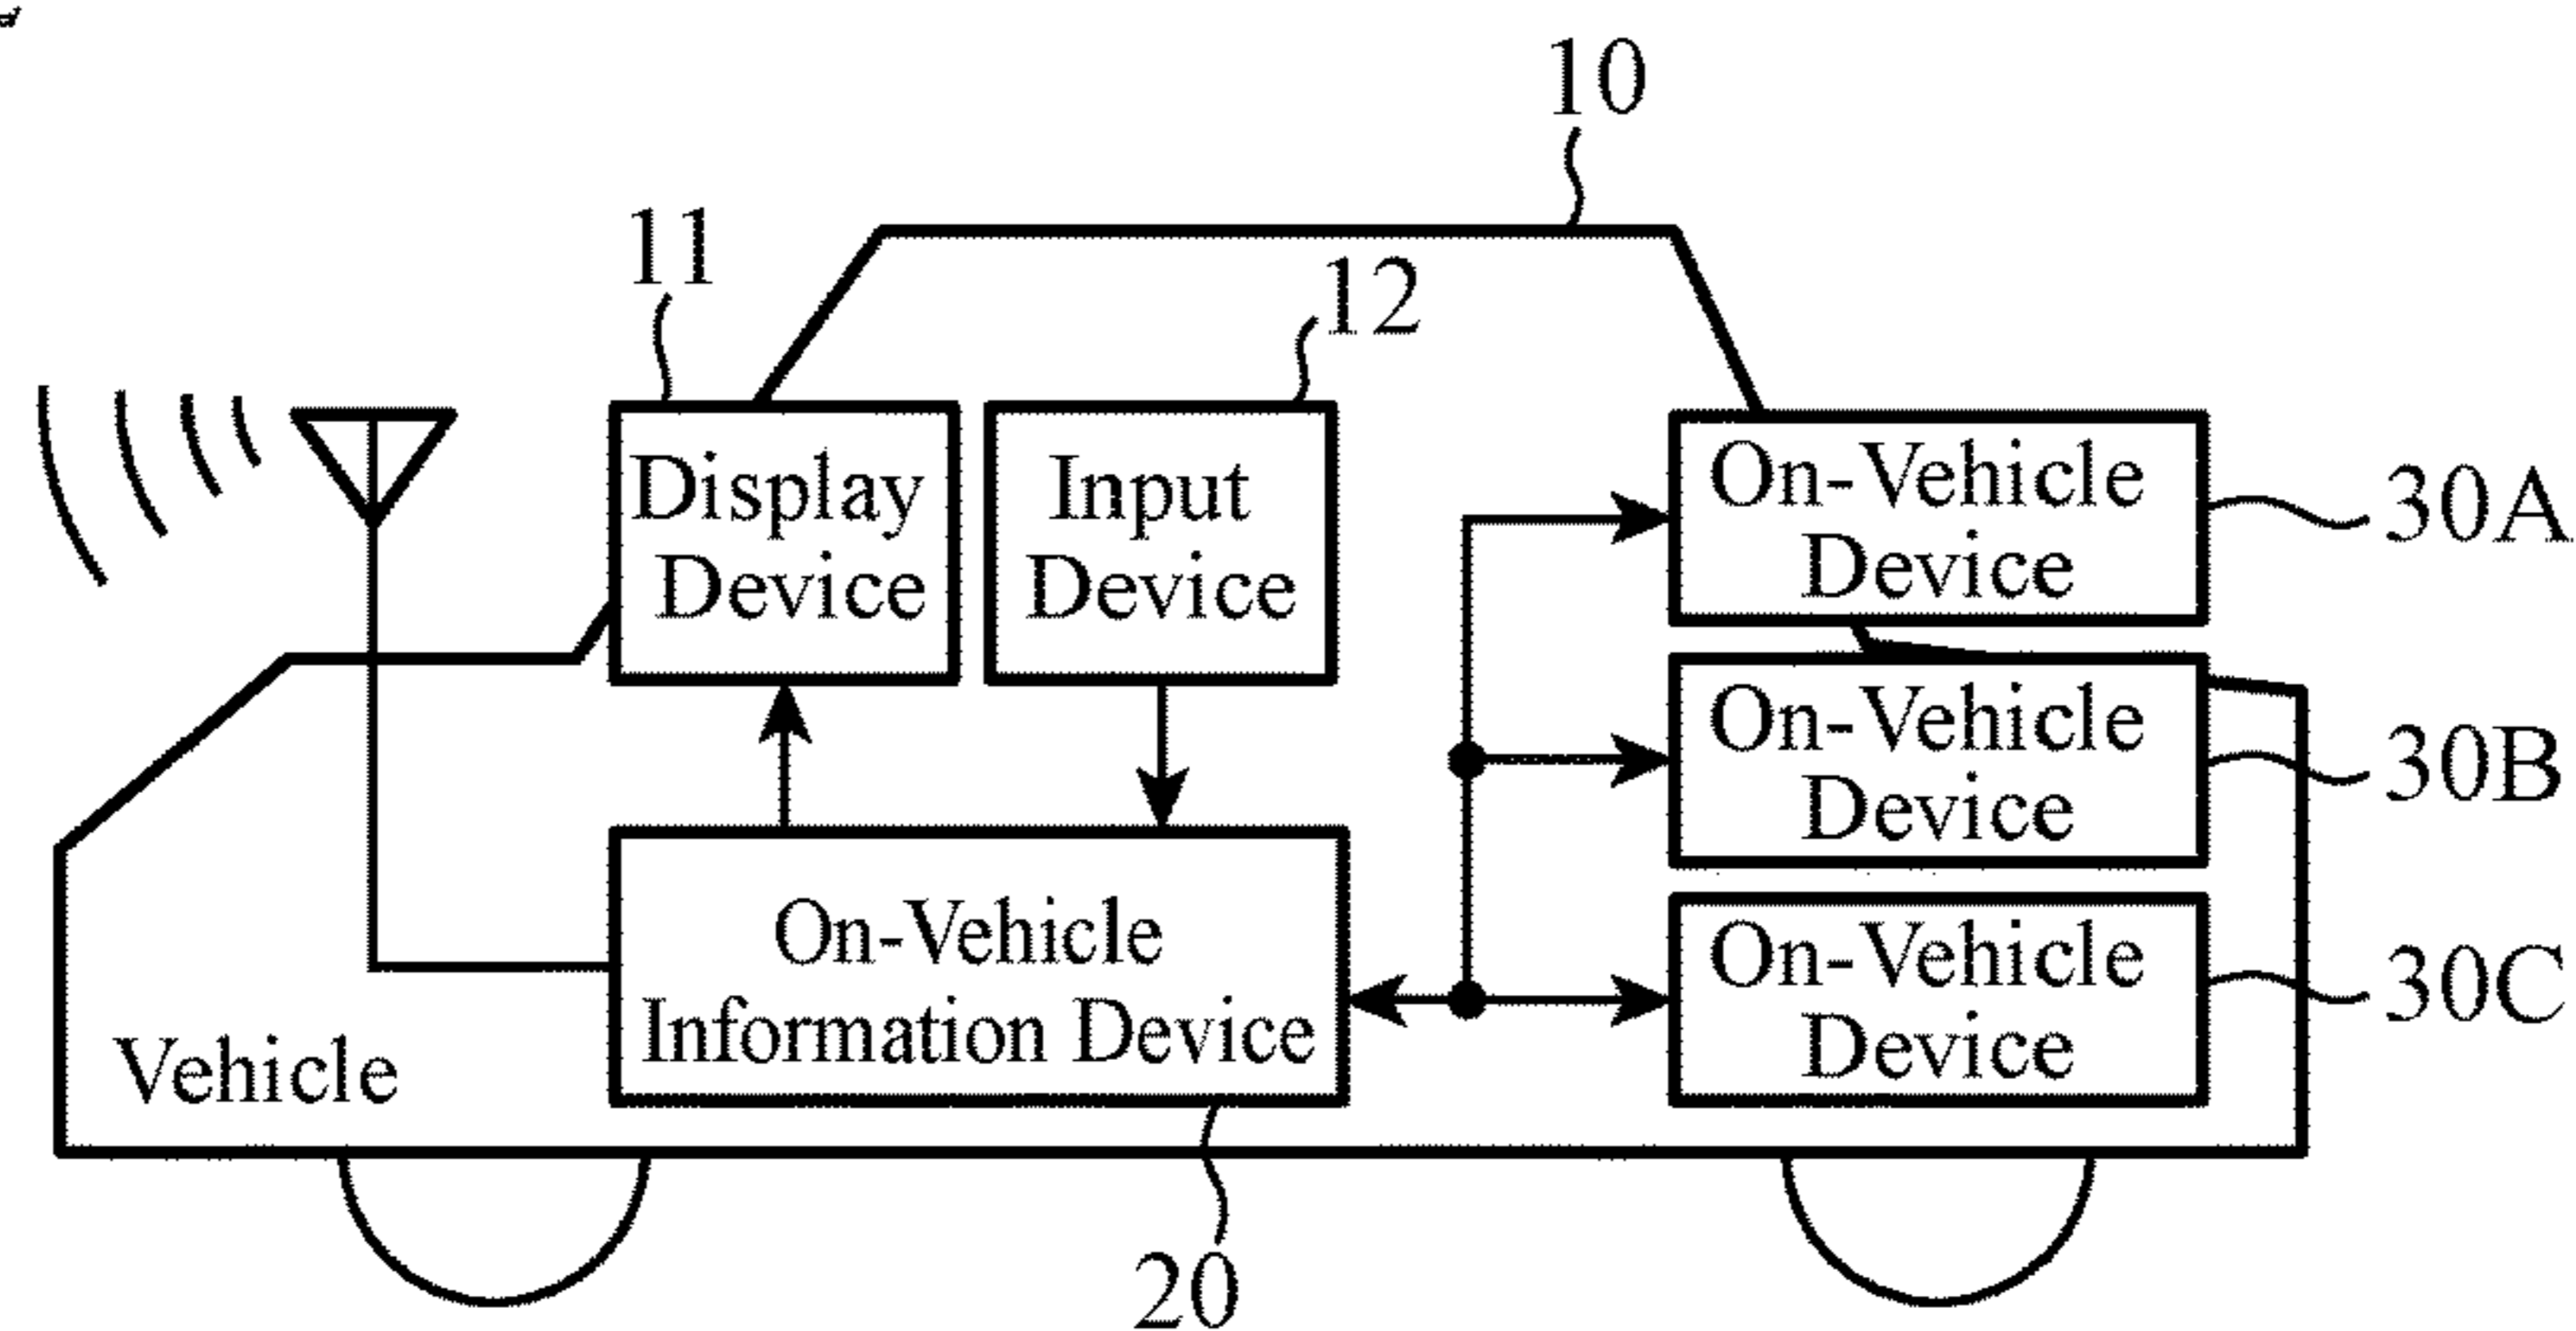 10
11
12
Display
Device
Input
Device
On-Vehicle
Device
30A
On-Vehicle
Device
30B
On-Vehicle
Information Device
On-Vehicle
Device
30C
Vehicle
20